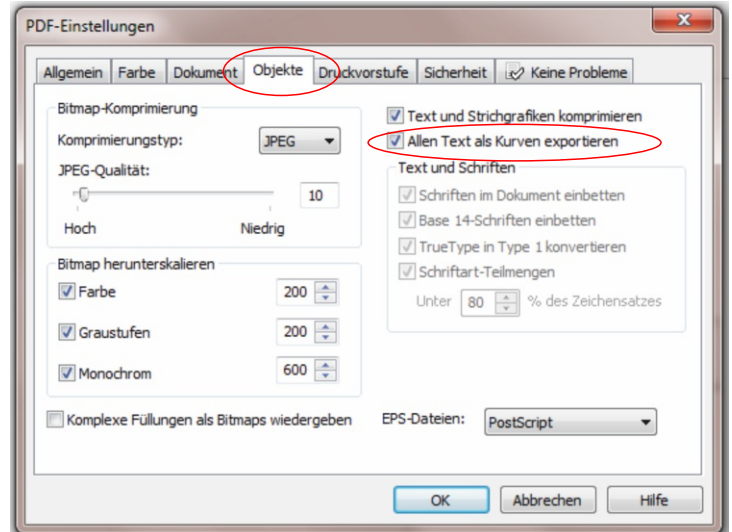 PDF-Einstellungen
Allgemein Farbe Dokument Objekte Druckvorstufe Sicherheit Keine Probleme
Bitmap-Komprimierung
Komprimierungstyp: JPEG
JPEG-Qualität:
10
Hoch Niedrig
Bitmap herunterskalieren
Farbe 200
Graustufen 200
Monochrom 600
Komplexe Füllungen als Bitmaps wiedergeben
Text und Strichgrafiken komprimieren
Allen Text als Kurven exportieren
Text und Schriften
Schriften im Dokument einbetten
Base 14-Schriften einbetten
TrueType in Type 1 konvertieren
Schriftart-Teilmengen
Unter 80 % des Zeichensatzes
EPS-Dateien: PostScript
OK Abbrechen Hilfe